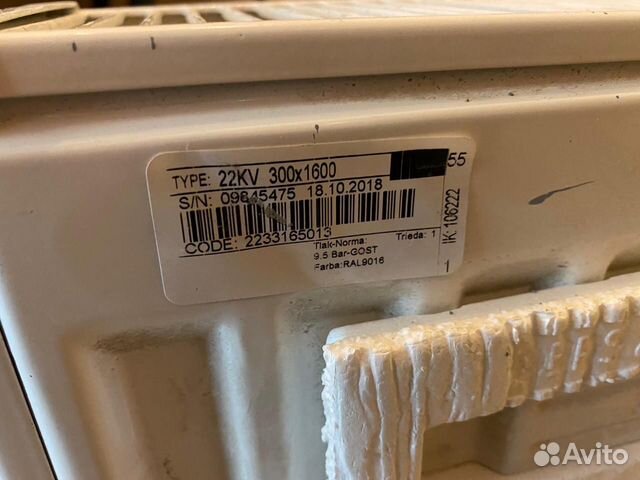 TYPE: 22KV 300x1600
55
S/N: 09845475 18.10.2018
CODE: 2233165013
Tlak-Norma:
Trieda: 1
9.5 Bar-GOST
Farba:RAL9016
IK:106222
1
Avito